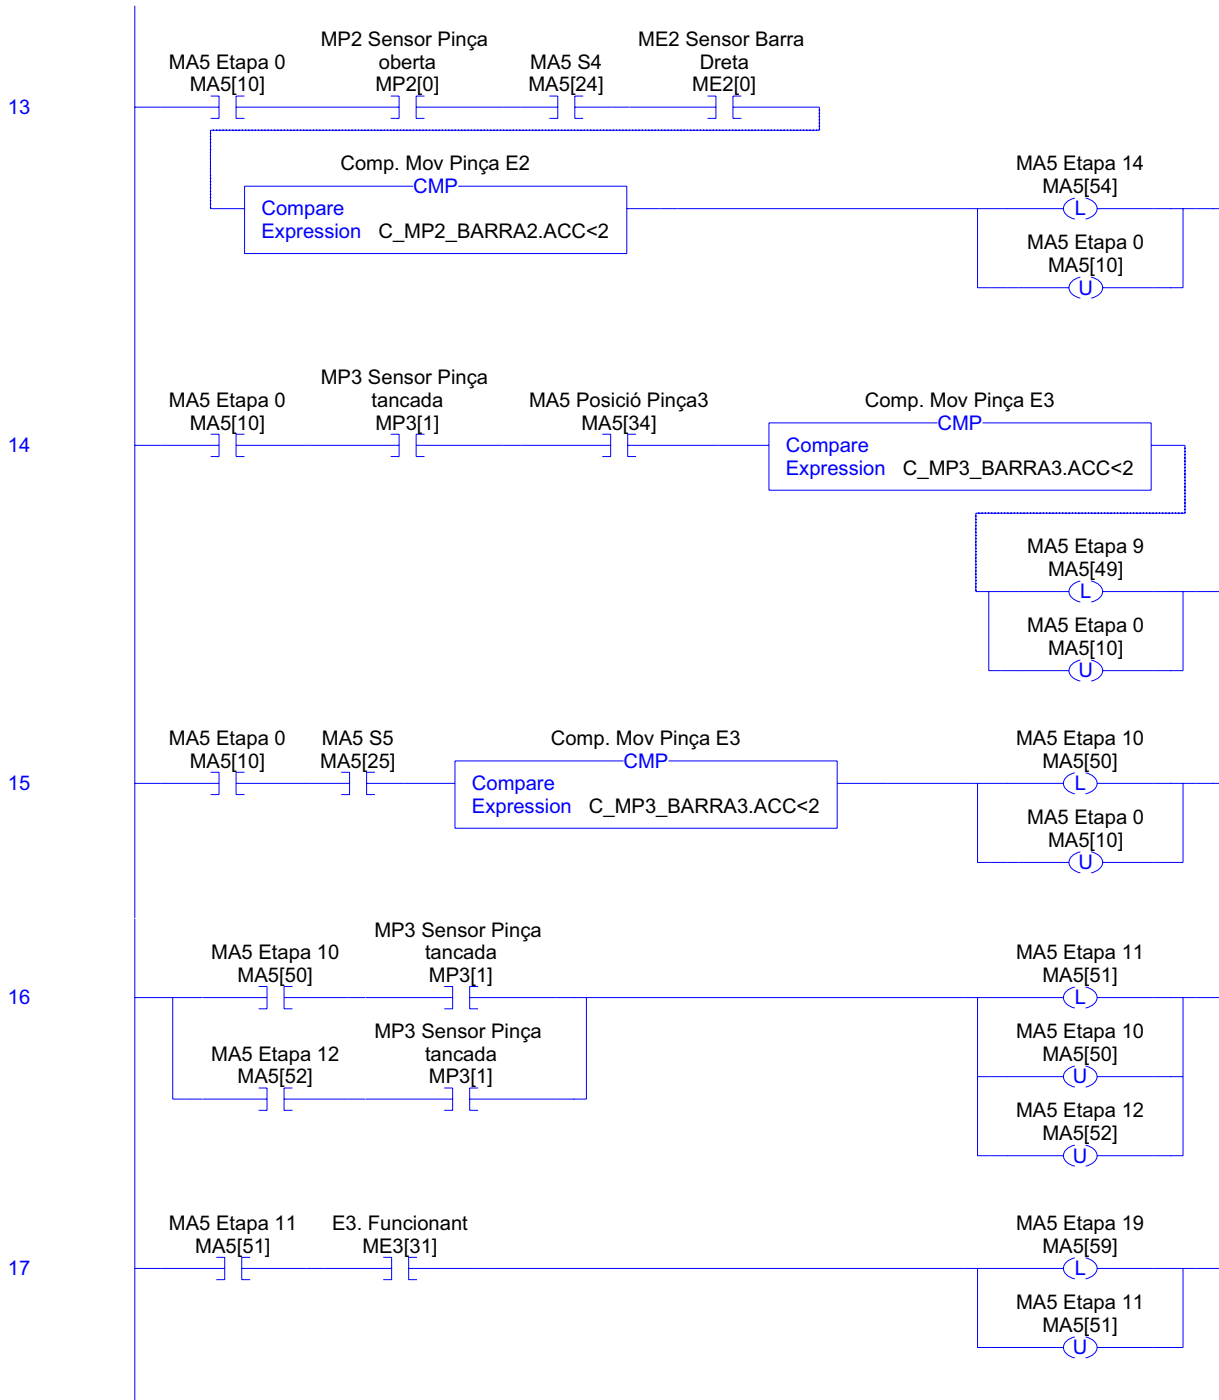 MA5 Etapa 0
MA5[10]
MP2 Sensor Pinça
oberta
MP2[0]
MA5 S4
MA5[24]
ME2 Sensor Barra
Dreta
ME2[0]
13
Comp. Mov Pinça E2
CMP
Compare
Expression C_MP2_BARRA2.ACC<2
MA5 Etapa 14
MA5[54]
L
MA5 Etapa 0
MA5[10]
U
MA5 Etapa 0
MA5[10]
MP3 Sensor Pinça
tancada
MP3[1]
MA5 Posició Pinça3
MA5[34]
14
Comp. Mov Pinça E3
CMP
Compare
Expression C_MP3_BARRA3.ACC<2
MA5 Etapa 9
MA5[49]
L
MA5 Etapa 0
MA5[10]
U
MA5 Etapa 0
MA5[10]
MA5 S5
MA5[25]
15
Comp. Mov Pinça E3
CMP
Compare
Expression C_MP3_BARRA3.ACC<2
MA5 Etapa 10
MA5[50]
L
MA5 Etapa 0
MA5[10]
U
MA5 Etapa 10
MA5[50]
MP3 Sensor Pinça
tancada
MP3[1]
16
MA5 Etapa 12
MA5[52]
MP3 Sensor Pinça
tancada
MP3[1]
MA5 Etapa 11
MA5[51]
L
MA5 Etapa 10
MA5[50]
U
MA5 Etapa 12
MA5[52]
U
MA5 Etapa 11
MA5[51]
E3. Funcionant
ME3[31]
17
MA5 Etapa 19
MA5[59]
L
MA5 Etapa 11
MA5[51]
U